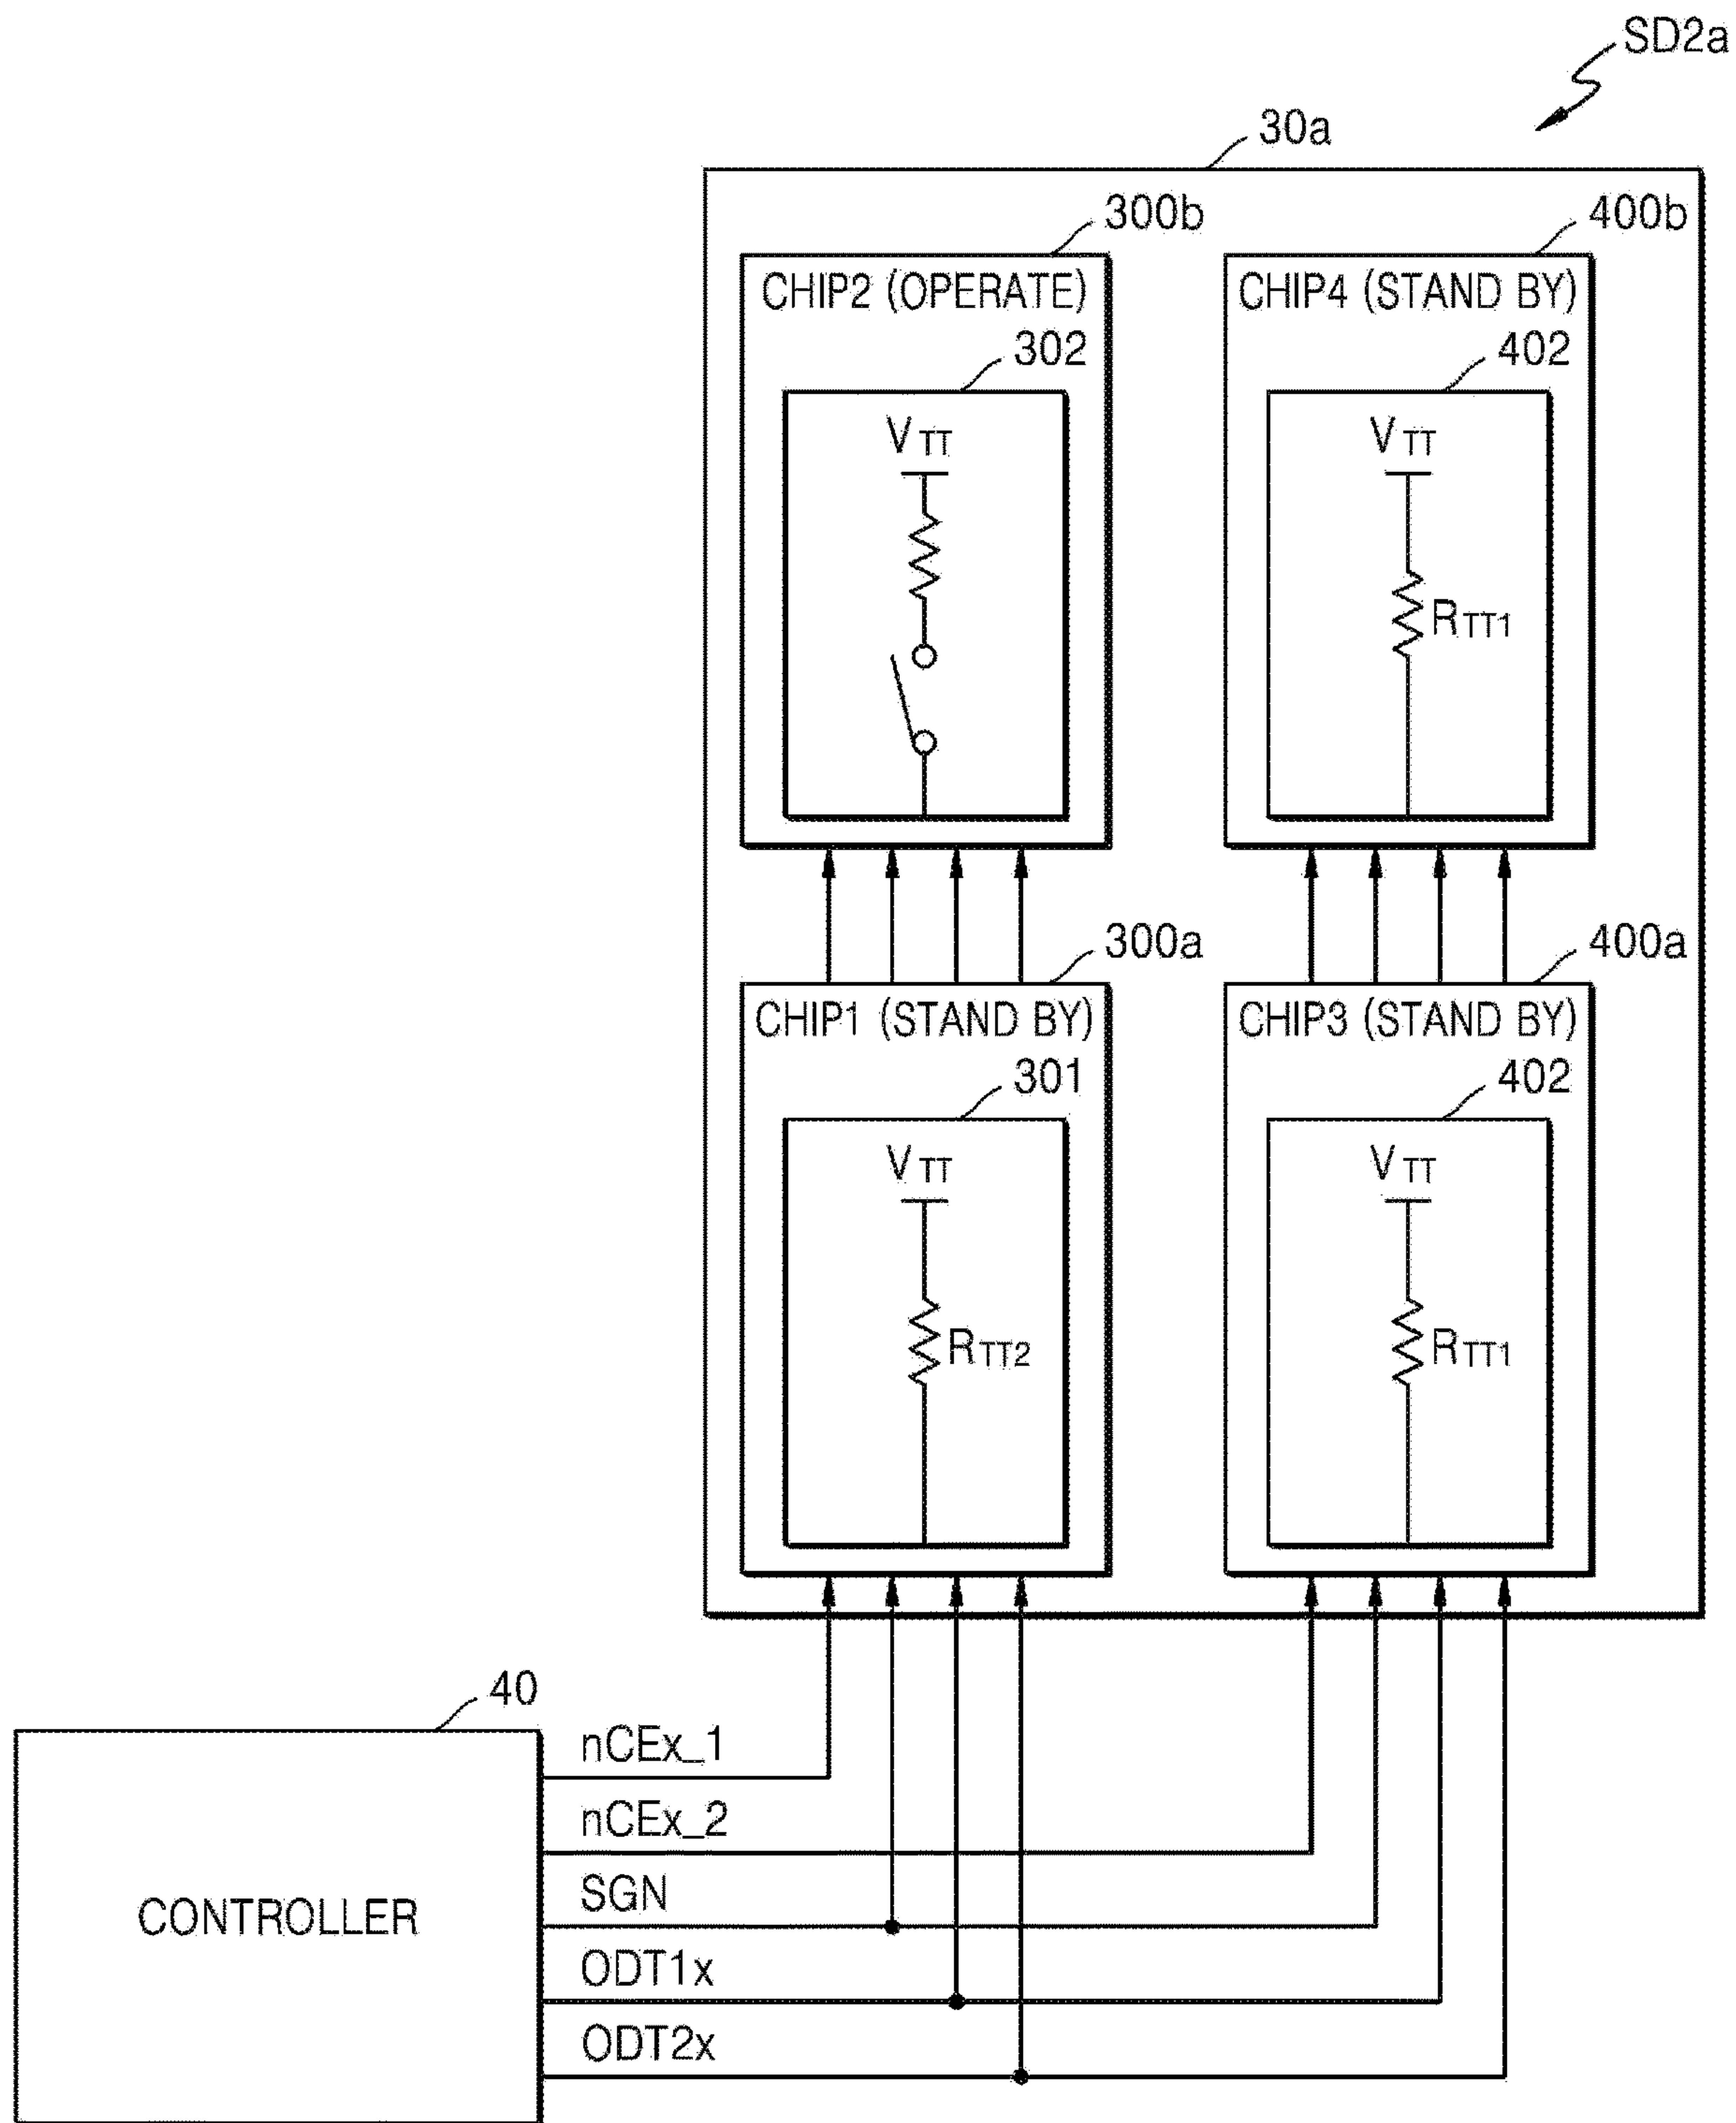 SD2a
30a
300b
400b
CHIP2 (OPERATE)
CHIP4 (STAND BY)
302
402
VTT
VTT
RTT1
300a
400a
CHIP1 (STAND BY)
CHIP3 (STAND BY)
301
402
VTT
VTT
RTT2
RTT1
40
nCEx_1
nCEx_2
SGN
CONTROLLER
ODT1x
ODT2x